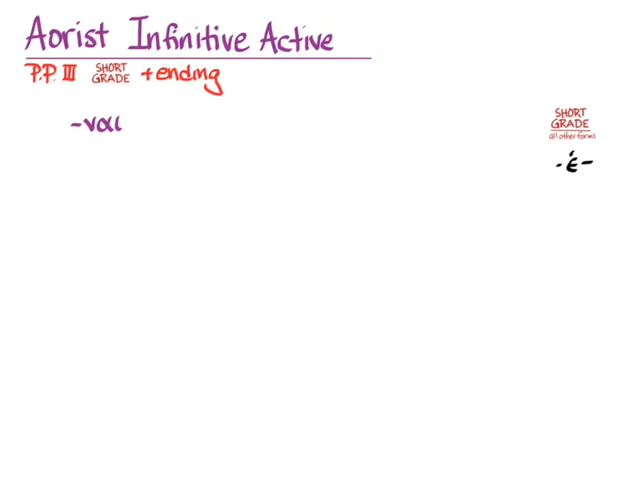 Aorist Infinitive Active
P.P. III SHORT GRADE + ending
-ναι
SHORT
GRADE
all other forms
-έ-